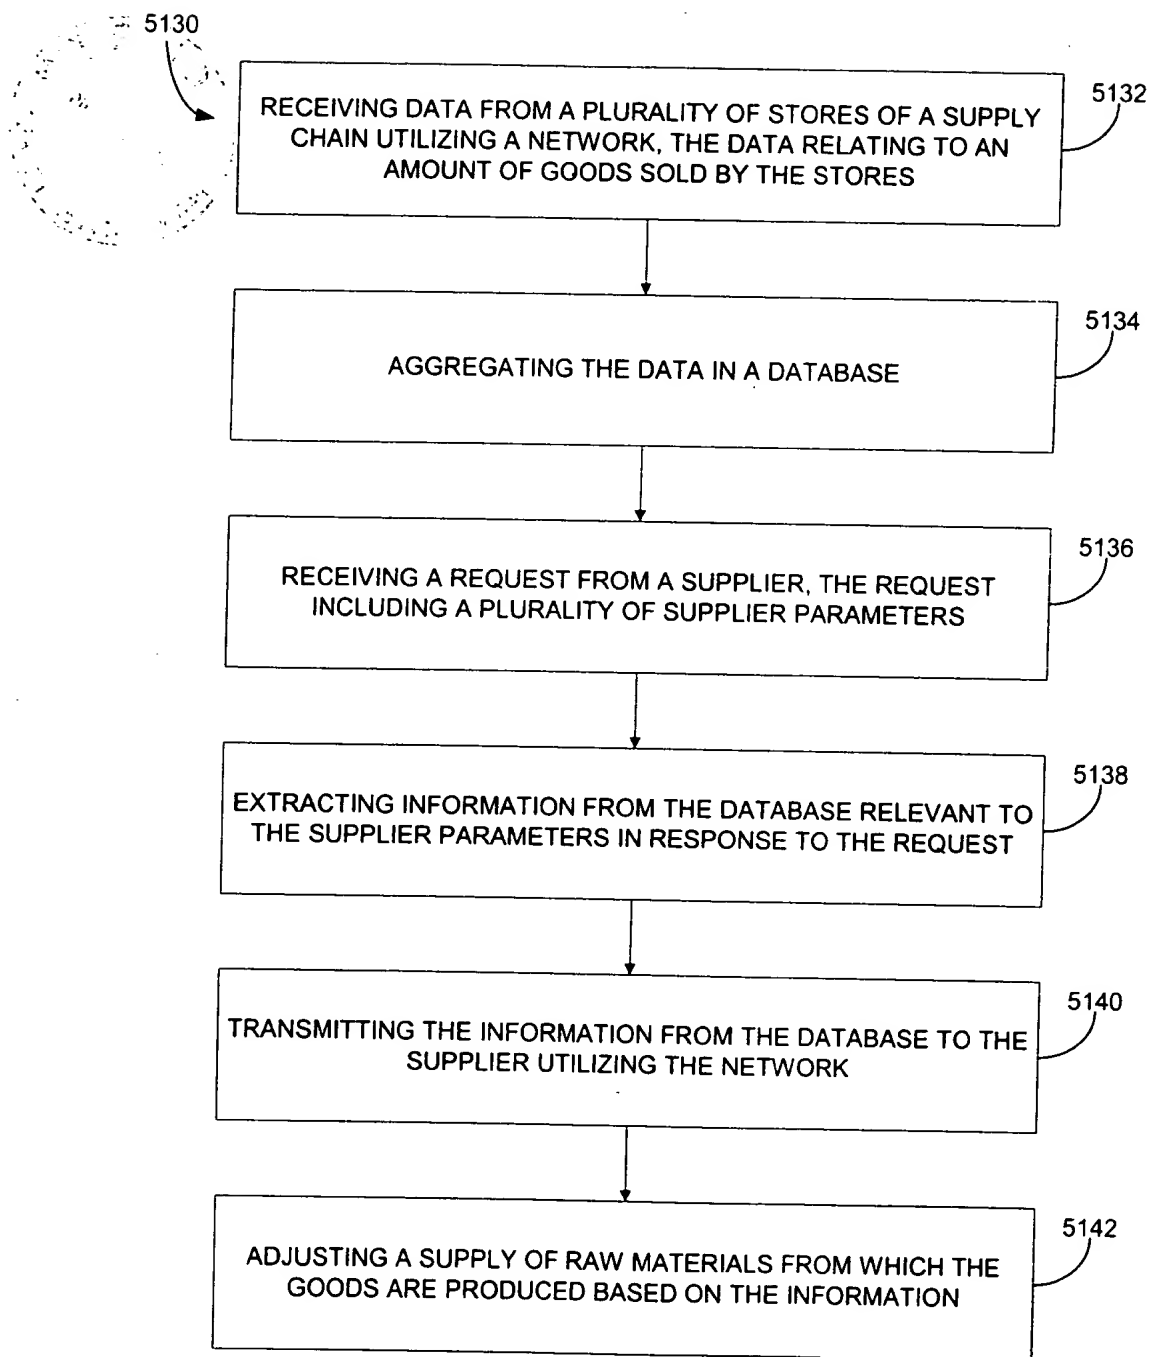 5130
5132
RECEIVING DATA FROM A PLURALITY OF STORES OF A SUPPLY
CHAIN UTILIZING A NETWORK, THE DATA RELATING TO AN
AMOUNT OF GOODS SOLD BY THE STORES
5134
AGGREGATING THE DATA IN A DATABASE
5136
RECEIVING A REQUEST FROM A SUPPLIER, THE REQUEST
INCLUDING A PLURALITY OF SUPPLIER PARAMETERS
5138
EXTRACTING INFORMATION FROM THE DATABASE RELEVANT TO
THE SUPPLIER PARAMETERS IN RESPONSE TO THE REQUEST
5140
TRANSMITTING THE INFORMATION FROM THE DATABASE TO THE
SUPPLIER UTILIZING THE NETWORK
5142
ADJUSTING A SUPPLY OF RAW MATERIALS FROM WHICH THE
GOODS ARE PRODUCED BASED ON THE INFORMATION